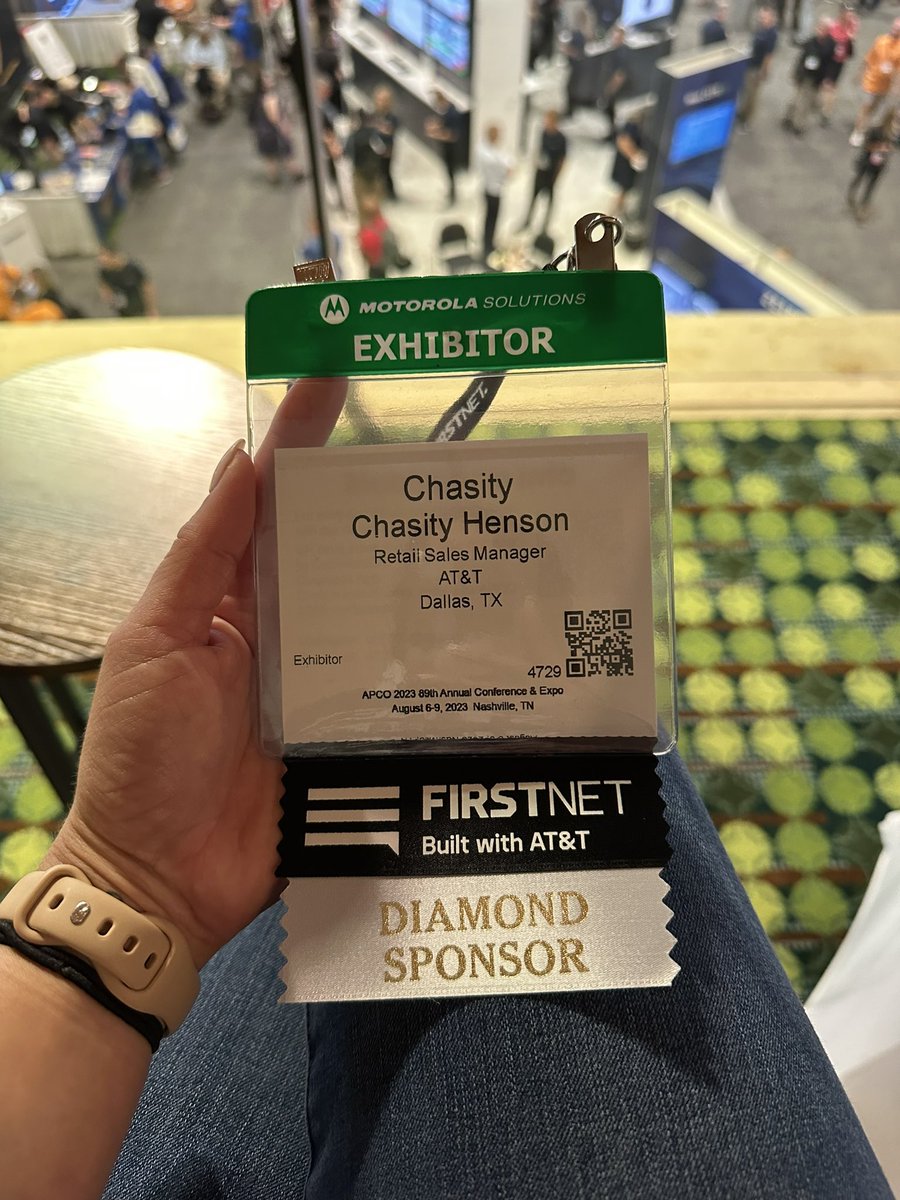 MOTOROLA SOLUTIONS
EXHIBITOR
FIRSTNET.
Chasity
Chasity Henson
Retail Sales Manager
AT&T
Dallas, TX
Exhibitor
4729
APCO 2023 89th Annual Conference & Expo
August 6-9, 2023 Nashville, TN
FIRSTNET
Built with AT&T
DIAMOND
SPONSOR